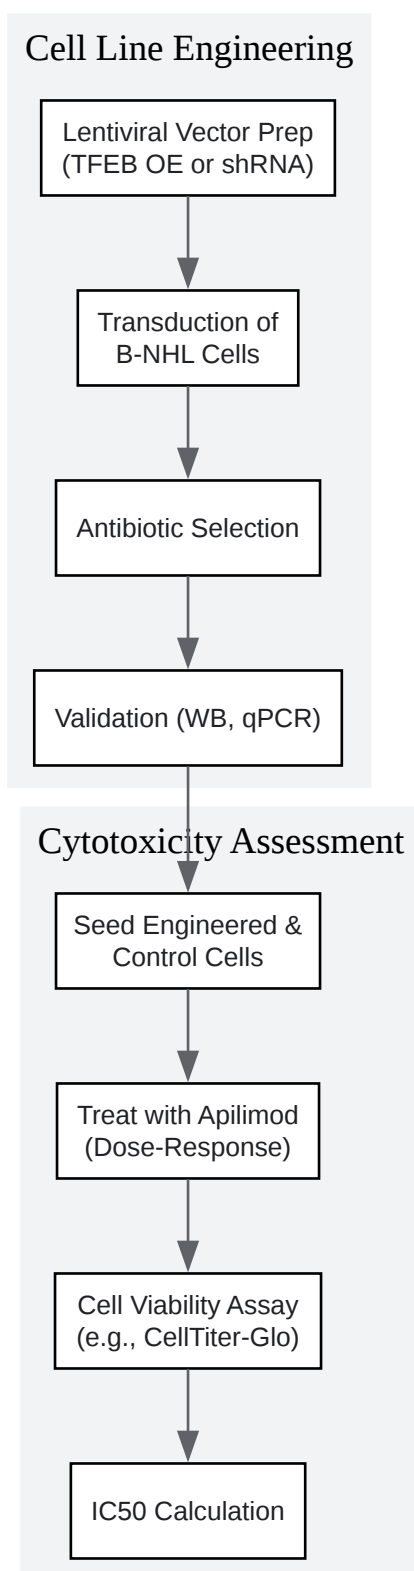 Cell Line Engineering
Lentiviral Vector Prep
(TFEB OE or shRNA)
Transduction of
B-NHL Cells
Antibiotic Selection
Validation (WB, qPCR)
Cytotoxicity Assessment
Seed Engineered &
Control Cells
Treat with Apilimod
(Dose-Response)
Cell Viability Assay
(e.g., CellTiter-Glo)
IC50 Calculation